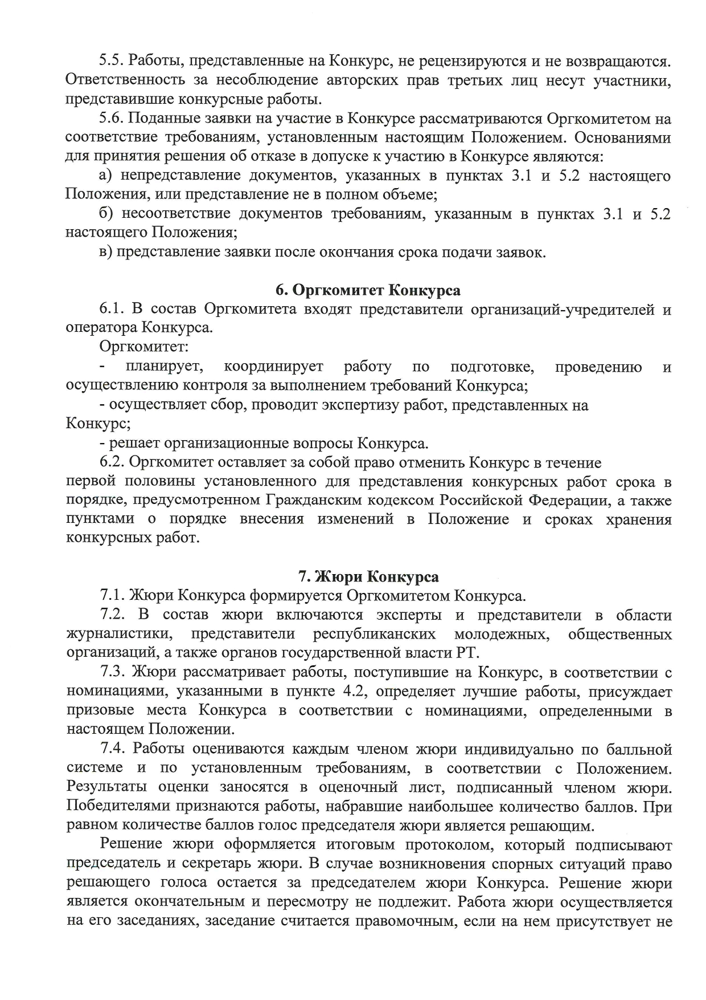 5.5. Работы, представленные на Конкурс, не рецензируются и не возвращаются.
Ответственность за несоблюдение авторских прав третьих лиц несут участники,
представившие конкурсные работы.
5.6. Поданные заявки на участие в Конкурсе рассматриваются Оргкомитетом на
соответствие требованиям, установленным настоящим Положением. Основаниями
для принятия решения об отказе в допуске к участию в Конкурсе являются:
а) непредставление документов, указанных в пунктах 3.1 и 5.2 настоящего
Положения, или представление не в полном объеме;
б) несоответствие документов требованиям, указанным в пунктах 3.1 и 5.2
настоящего Положения;
в) представление заявки после окончания срока подачи заявок.
6. Оргкомитет Конкурса
6.1. В состав Оргкомитета входят представители организаций-учредителей и
оператора Конкурса.
Оргкомитет:
- планирует, координирует работу по подготовке, проведению и
осуществлению контроля за выполнением требований Конкурса;
- осуществляет сбор, проводит экспертизу работ, представленных на
Конкурс;
- решает организационные вопросы Конкурса.
6.2. Оргкомитет оставляет за собой право отменить Конкурс в течение
первой половины установленного для представления конкурсных работ срока в
порядке, предусмотренном Гражданским кодексом Российской Федерации, а также
пунктами о порядке внесения изменений в Положение и сроках хранения
конкурсных работ.
7. Жюри Конкурса
7.1. Жюри Конкурса формируется Оргкомитетом Конкурса.
7.2. В состав жюри включаются эксперты и представители в области
журналистики, представители республиканских молодежных, общественных
организаций, а также органов государственной власти РТ.
7.3. Жюри рассматривает работы, поступившие на Конкурс, в соответствии с
номинациями, указанными в пункте 4.2, определяет лучшие работы, присуждает
призовые места Конкурса в соответствии с номинациями, определенными в
настоящем Положении.
7.4. Работы оцениваются каждым членом жюри индивидуально по балльной
системе и по установленным требованиям, в соответствии с Положением.
Результаты оценки заносятся в оценочный лист, подписанный членом жюри.
Победителями признаются работы, набравшие наибольшее количество баллов. При
равном количестве баллов голос председателя жюри является решающим.
Решение жюри оформляется итоговым протоколом, который подписывают
председатель и секретарь жюри. В случае возникновения спорных ситуаций право
решающего голоса остается за председателем жюри Конкурса. Решение жюри
является окончательным и пересмотру не подлежит. Работа жюри осуществляется
на его заседаниях, заседание считается правомочным, если на нем присутствует не